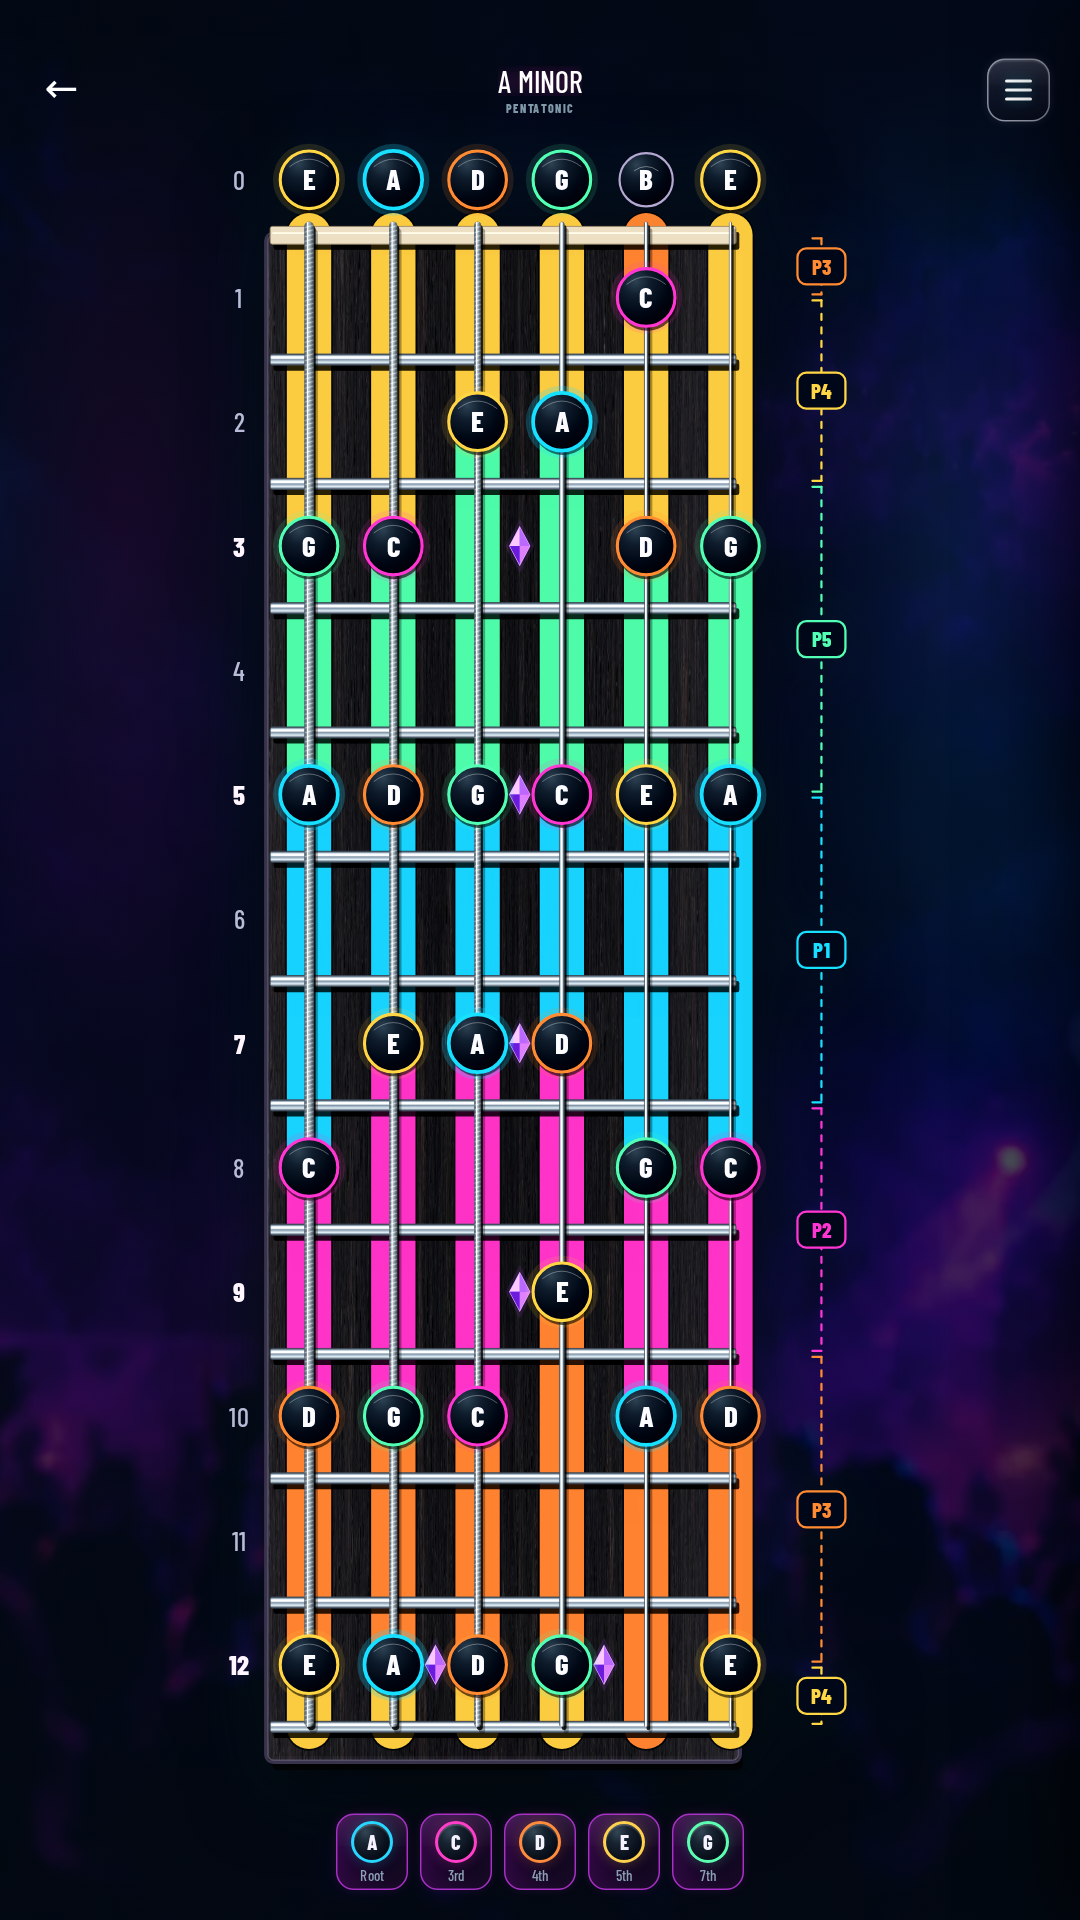 A MINOR
PENTATONIC
0 E A D G B E
P3
1 C
P4
2 E A
3 G C D G
P5
4
5 A D G C E A
6
P1
7 E A D
8 C G C
P2
9 E
10 D G C A D
P3
11
12 E A D G E
P4
A C D E G
Root 3rd 4th 5th 7th